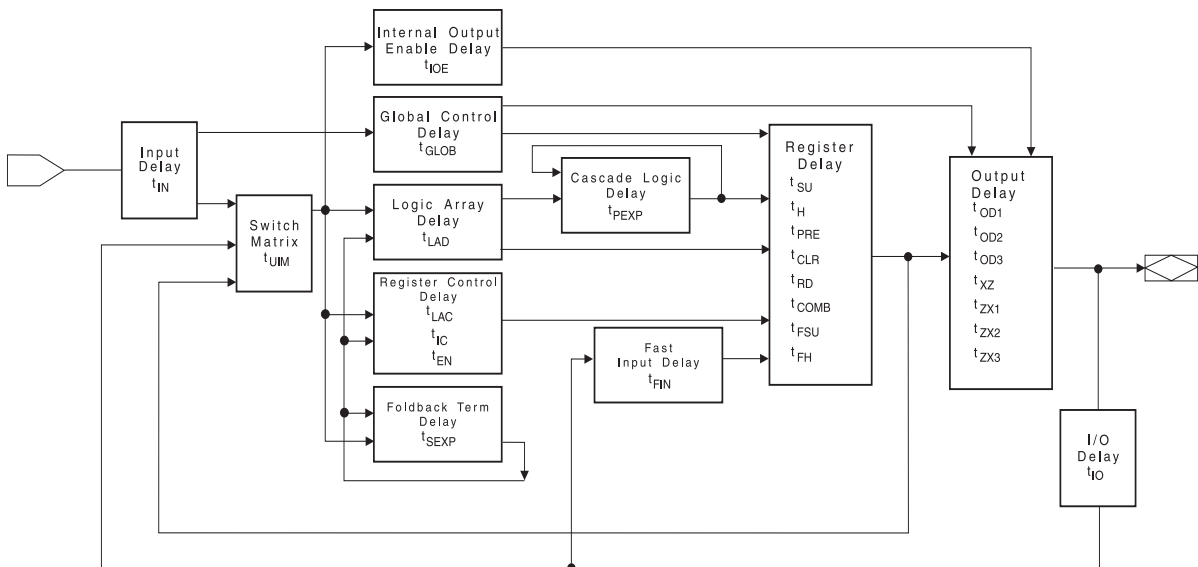 Input
Delay
tIN
Switch
Matrix
tUIM
Internal Output
Enable Delay
tIOE
Global Control
Delay
tGLOB
Logic Array
Delay
tLAD
Register Control
Delay
tLAC
tIC
tEN
Foldback Term
Delay
tSEXP
Cascade Logic
Delay
tPEXP
Fast
Input Delay
tFIN
Register
Delay
tSU
tH
tPRE
tCLR
tRD
tCOMB
tFSU
tFH
Output
Delay
tOD1
tOD2
tOD3
tXZ
tZX1
tZX2
tZX3
I/O
Delay
tIO